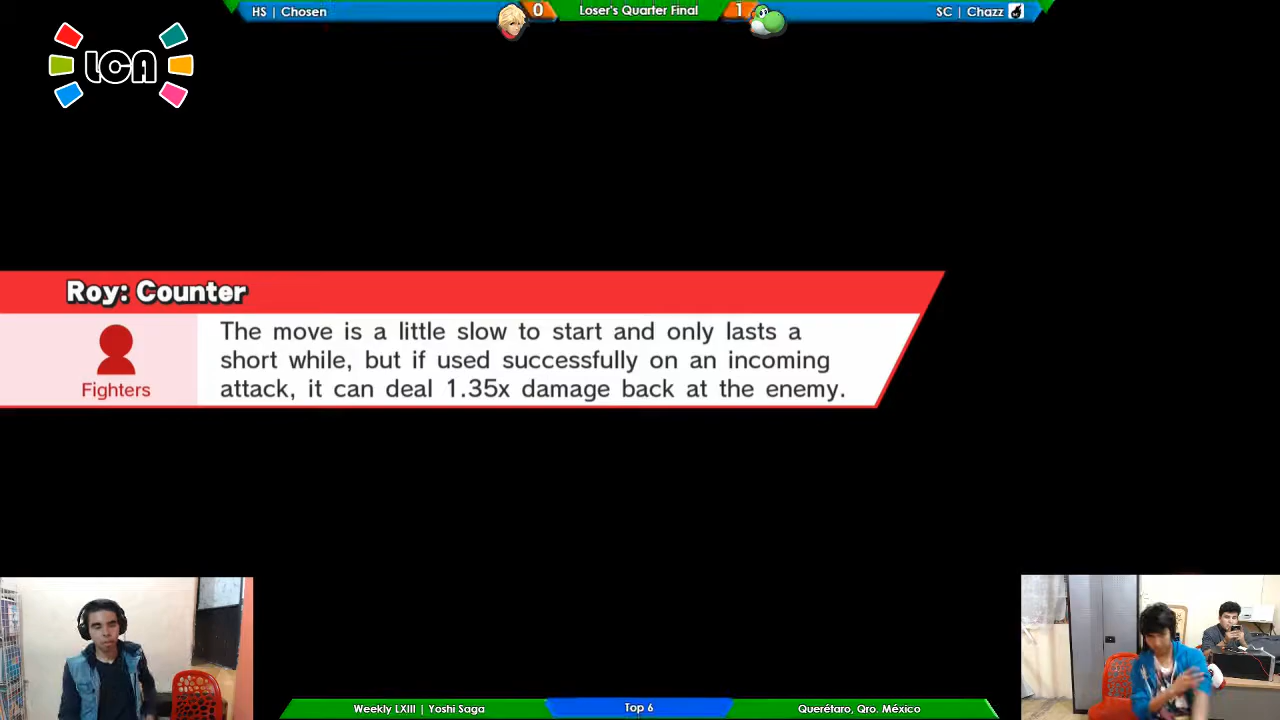 HS | Chosen
0
Loser's Quarter Final
1
SC | Chazz
LCA
Roy: Counter
Fighters
The move is a little slow to start and only lasts a
short while, but if used successfully on an incoming
attack, it can deal 1.35x damage back at the enemy.
Weekly LXIII | Yoshi Saga
Top 6
Querétaro, Qro. México